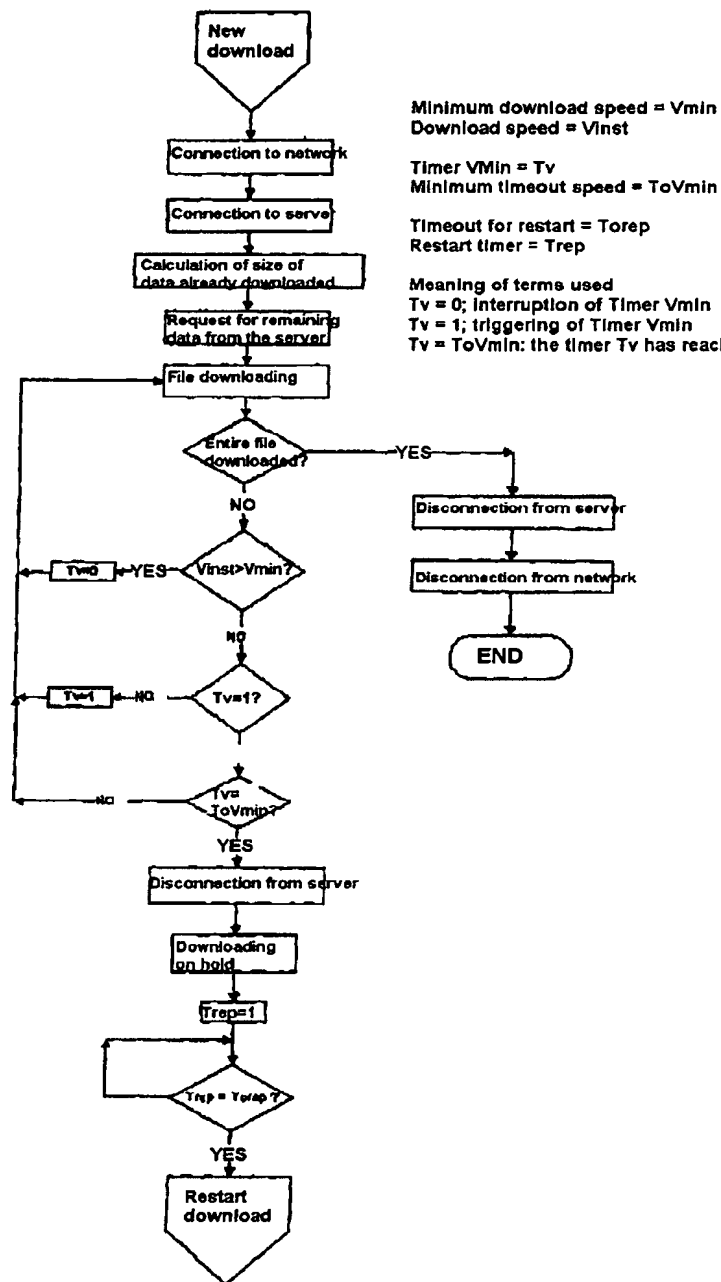 New
download
Minimum download speed = Vmin
Download speed = Vinst
Timer VMin = Tv
Minimum timeout speed = ToVmin
Timeout for restart = Torep
Restart timer = Trep
Meaning of terms used
Tv = 0; interruption of Timer Vmin
Tv = 1; triggering of Timer Vmin
Tv = ToVmin: the timer Tv has reac
Connection to network
Connection to server
Calculation of size of
data already downloaded
Request for remaining
data from the server
File downloading
Entire file
downloaded?
YES
NO
Disconnection from server
Disconnection from network
END
Vinst>Vmin?
YES
Tv=0
NO
Tv=1?
NO
Tv=1
Tv=
ToVmin?
NO
YES
Disconnection from server
Downloading
on hold
Trep=1
Trep = Torep ?
YES
Restart
download